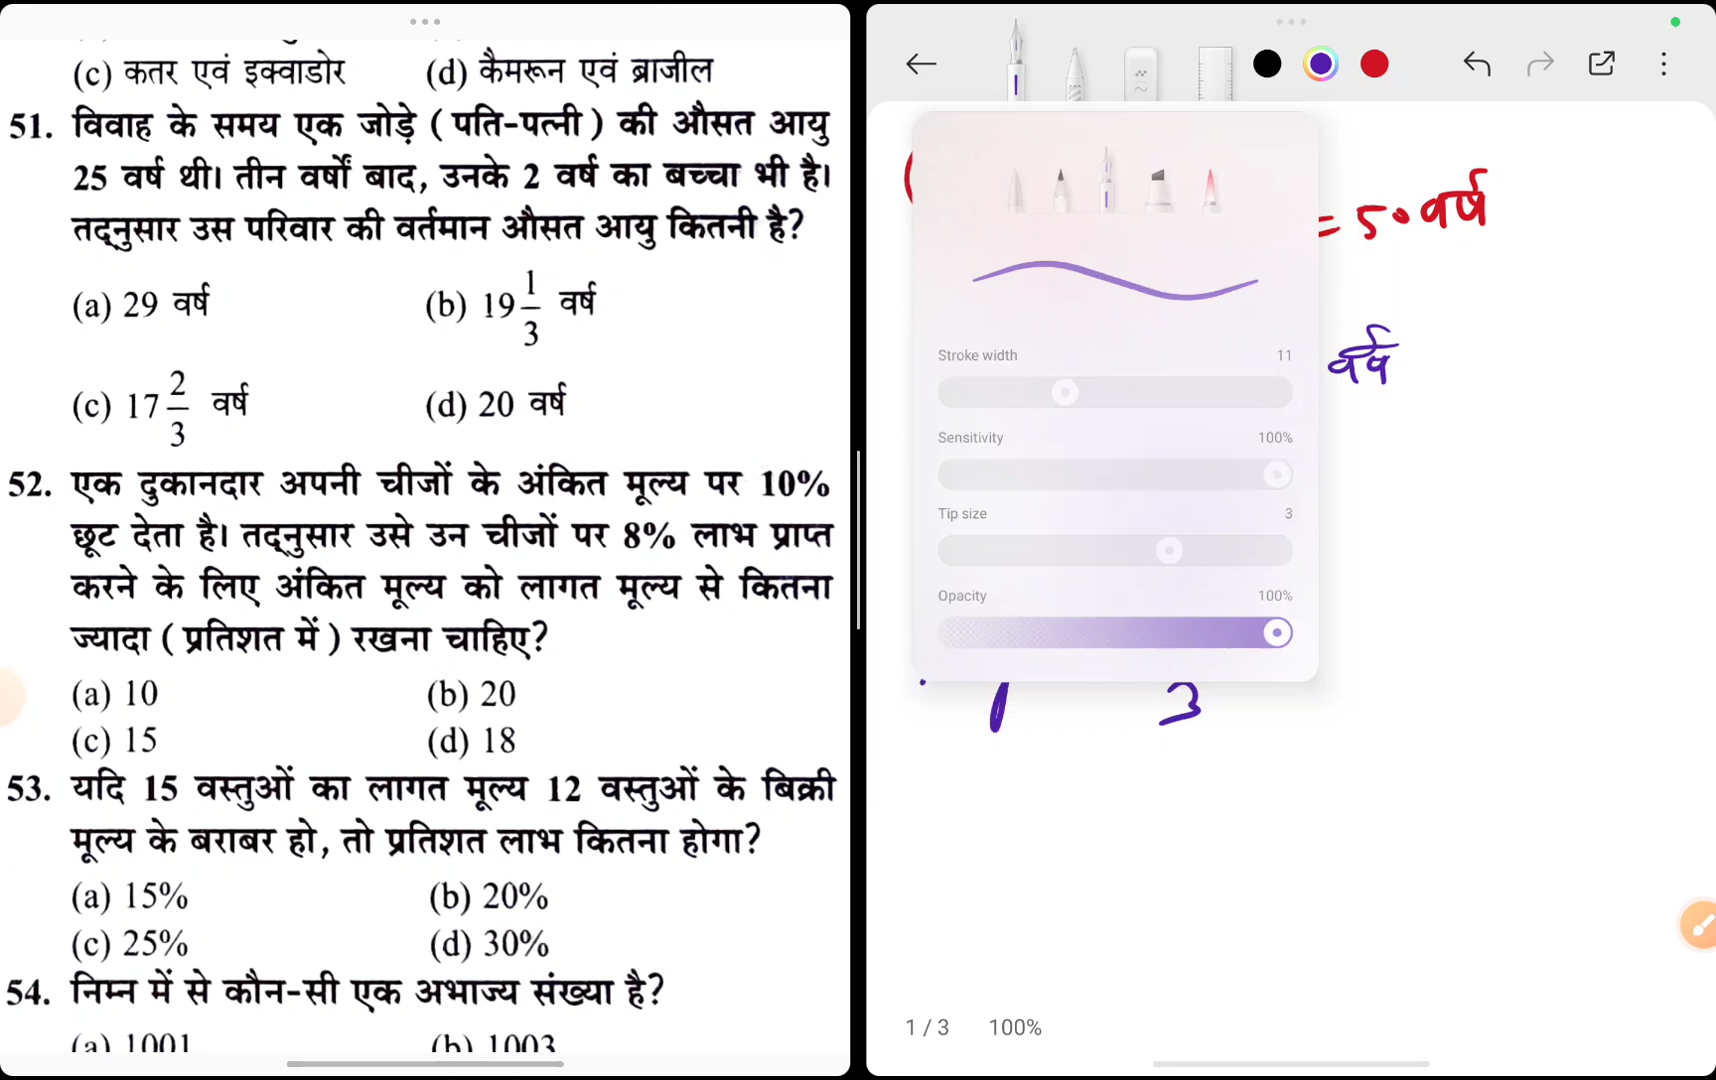 (c) कतर एवं इक्वाडोर (d) कैमरून एवं ब्राजील
51. विवाह के समय एक जोड़े ( पति-पत्नी ) की औसत आयु
25 वर्ष थी। तीन वर्षों बाद, उनके 2 वर्ष का बच्चा भी है।
तद्नुसार उस परिवार की वर्तमान औसत आयु कितनी है?
(a) 29 वर्ष (b) 19 1/3 वर्ष
(c) 17 2/3 वर्ष (d) 20 वर्ष
52. एक दुकानदार अपनी चीजों के अंकित मूल्य पर 10%
छूट देता है। तद्नुसार उसे उन चीजों पर 8% लाभ प्राप्त
करने के लिए अंकित मूल्य को लागत मूल्य से कितना
ज्यादा ( प्रतिशत में ) रखना चाहिए?
(a) 10 (b) 20
(c) 15 (d) 18
53. यदि 15 वस्तुओं का लागत मूल्य 12 वस्तुओं के बिक्री
मूल्य के बराबर हो, तो प्रतिशत लाभ कितना होगा?
(a) 15% (b) 20%
(c) 25% (d) 30%
54. निम्न में से कौन-सी एक अभाज्य संख्या है?
(a) 1001 (b) 1003
= 50 वर्ष
वर्ष
Stroke width 11
Sensitivity 100%
Tip size 3
Opacity 100%
3
1 / 3 100%